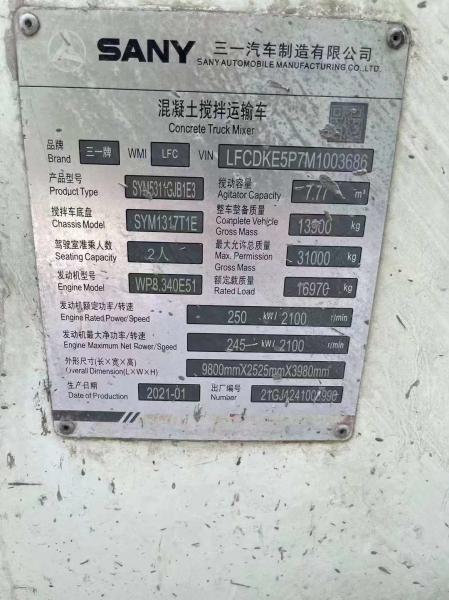 SANY 三一汽车制造有限公司
SANY AUTOMOBILE MANUFACTURING CO.,LTD.
混凝土搅拌运输车
Concrete Truck Mixer
品牌
Brand 三一牌 WMI LFC VIN LFCDKE5P7M1003686
产品型号 搅动容量
Product Type SYM5311GJB1E3 Agitator Capacity 7.77 m³
搅拌车底盘 整车整备质量
Chassis Model SYM1317T1E Complete Vehicle 13900 kg
Gross Mass
驾驶室准乘人数 最大允许总质量
Seating Capacity 2人 Max. Permission 31000 kg
Gross Mass
发动机型号 额定载质量
Engine Model WP8.340E51 Rated Load 16970 kg
发动机额定功率/转速
Engine Rated Power/Speed 250 kW/ 2100 r/min
发动机最大净功率/转速
Engine Maximum Net Rower/Speed 245 kW/ 2100 r/min
外形尺寸(长×宽×高)
Overall Dimension(L×W×H) 9800mmX2525mmX3980mm
生产日期 出厂编号
Date of Production 2021-01 Number